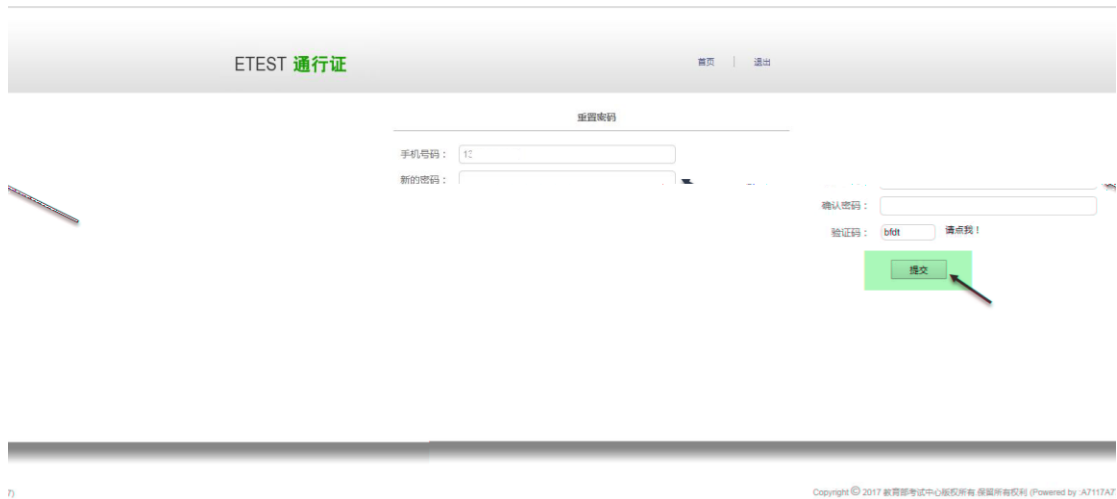 ETEST 通行证
首页 | 退出
重置密码
手机号码：
新的密码：
确认密码：
验证码： bfdt 请点我！
提交
7)
Copyright © 2017 教育部考试中心版权所有 保留所有权利 (Powered by :A7117A7